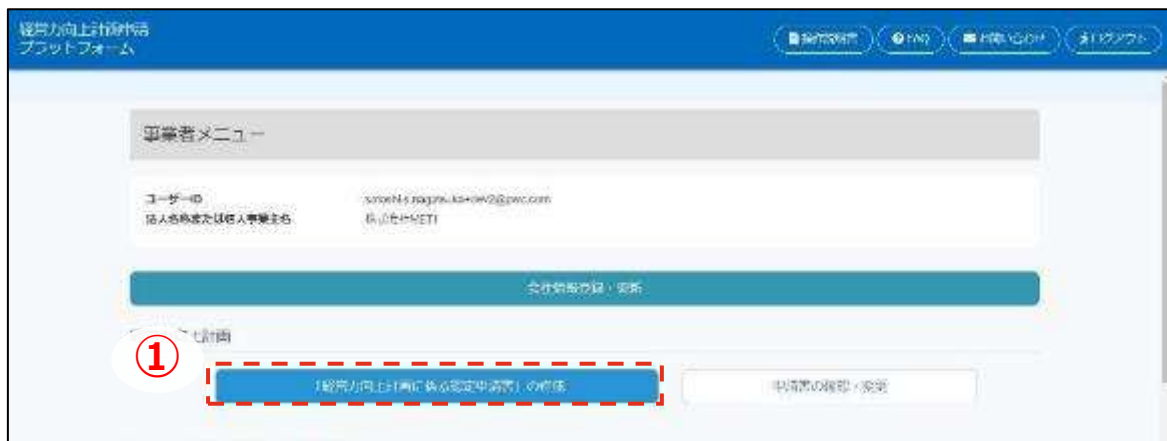 経営力向上計画申請
プラットフォーム
操作説明書
FAQ
お問い合わせ
ログアウト
事業者メニュー
ユーザーID
法人名称または個人事業主名
株式会社METI
会社情報登録・更新
計画
①
「経営力向上計画に係る認定申請書」の作成
申請書の確認・変更